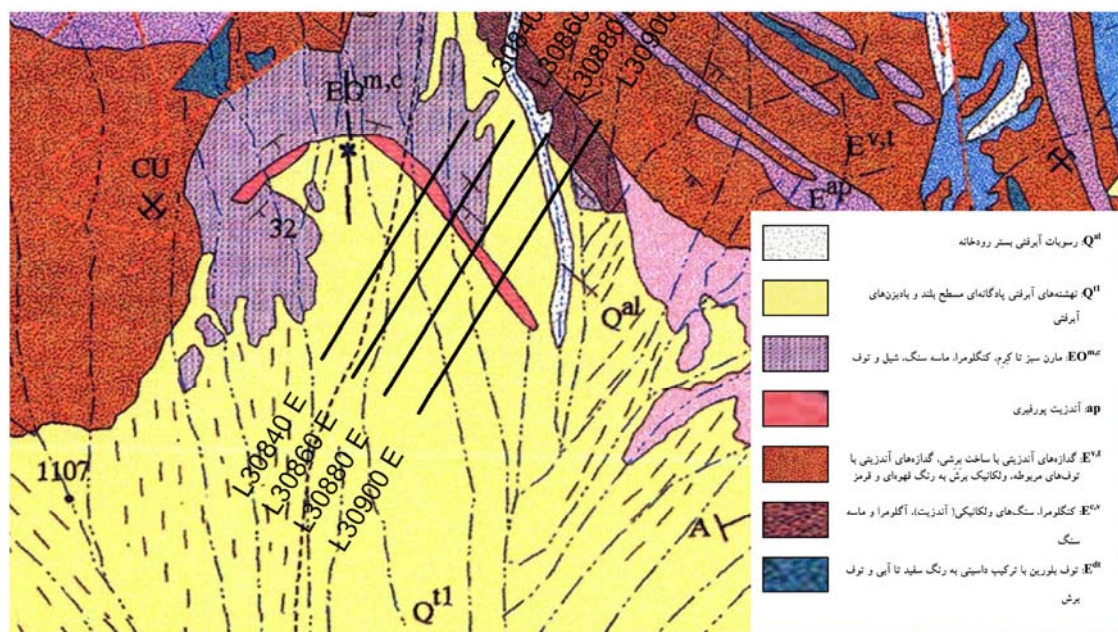 L30840
L30860
L30880
L30900
EO^m,c
CU
32
E^v,t
E^ap
Q^al
L30840 E
L30860 E
L30880 E
L30900 E
1107
A
Q^t1
Q^al: رسوبات آبرفتی بستر رودخانه
Q^t1: نهشته‌های آبرفتی پادگانه‌ای مسطح بلند و بادبزن‌های
آبرفتی
EO^m,c: مارن سبز تا کِرِم، کنگلومرا، ماسه سنگ، شیل و توف
ap: آندزیت پورفیری
E^v,t: گدازه‌های آندزیتی با ساخت بِرِشی، گدازه‌های آندزیتی با
توف‌های مربوطه، ولکانیک بِرِش به رنگ قهوه‌ای و قرمز
E^c,v: کنگلومرا، سنگ‌های ولکانیکی( آندزیت)، آگلومرا و ماسه
سنگ
E^dt: توف بلورین با ترکیب داسیتی به رنگ سفید تا آبی و توف
برش